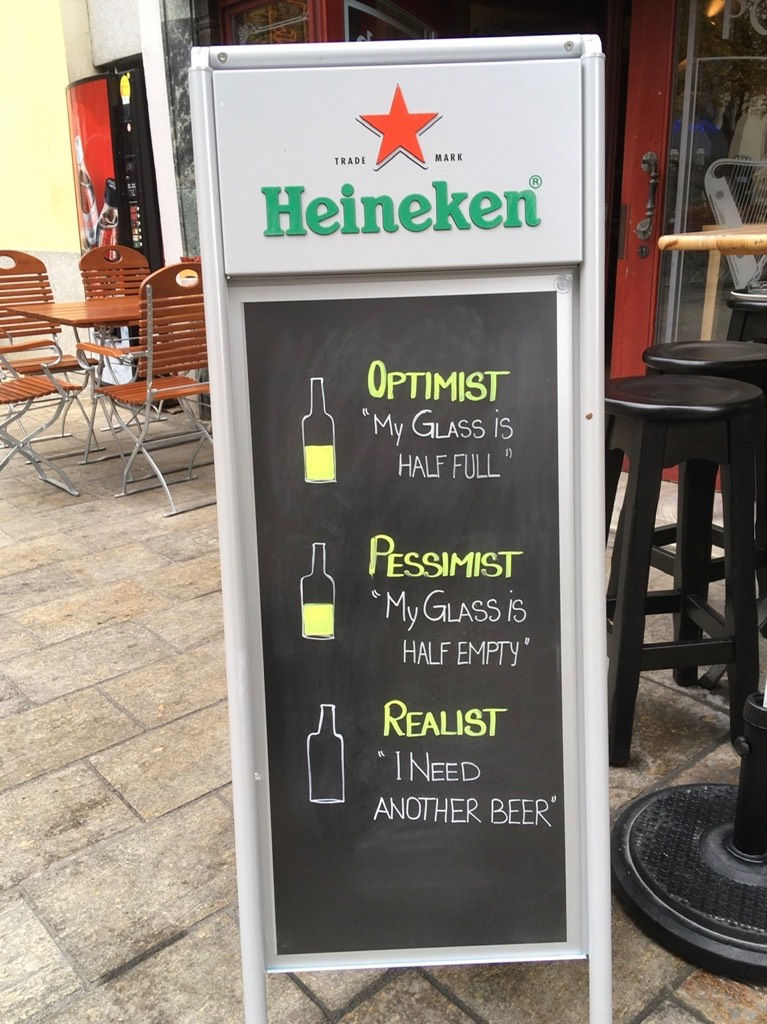 TRADE MARK
Heineken®
OPTIMIST
"MY GLASS IS
HALF FULL"
PESSIMIST
"MY GLASS IS
HALF EMPTY"
REALIST
"I NEED
ANOTHER BEER"